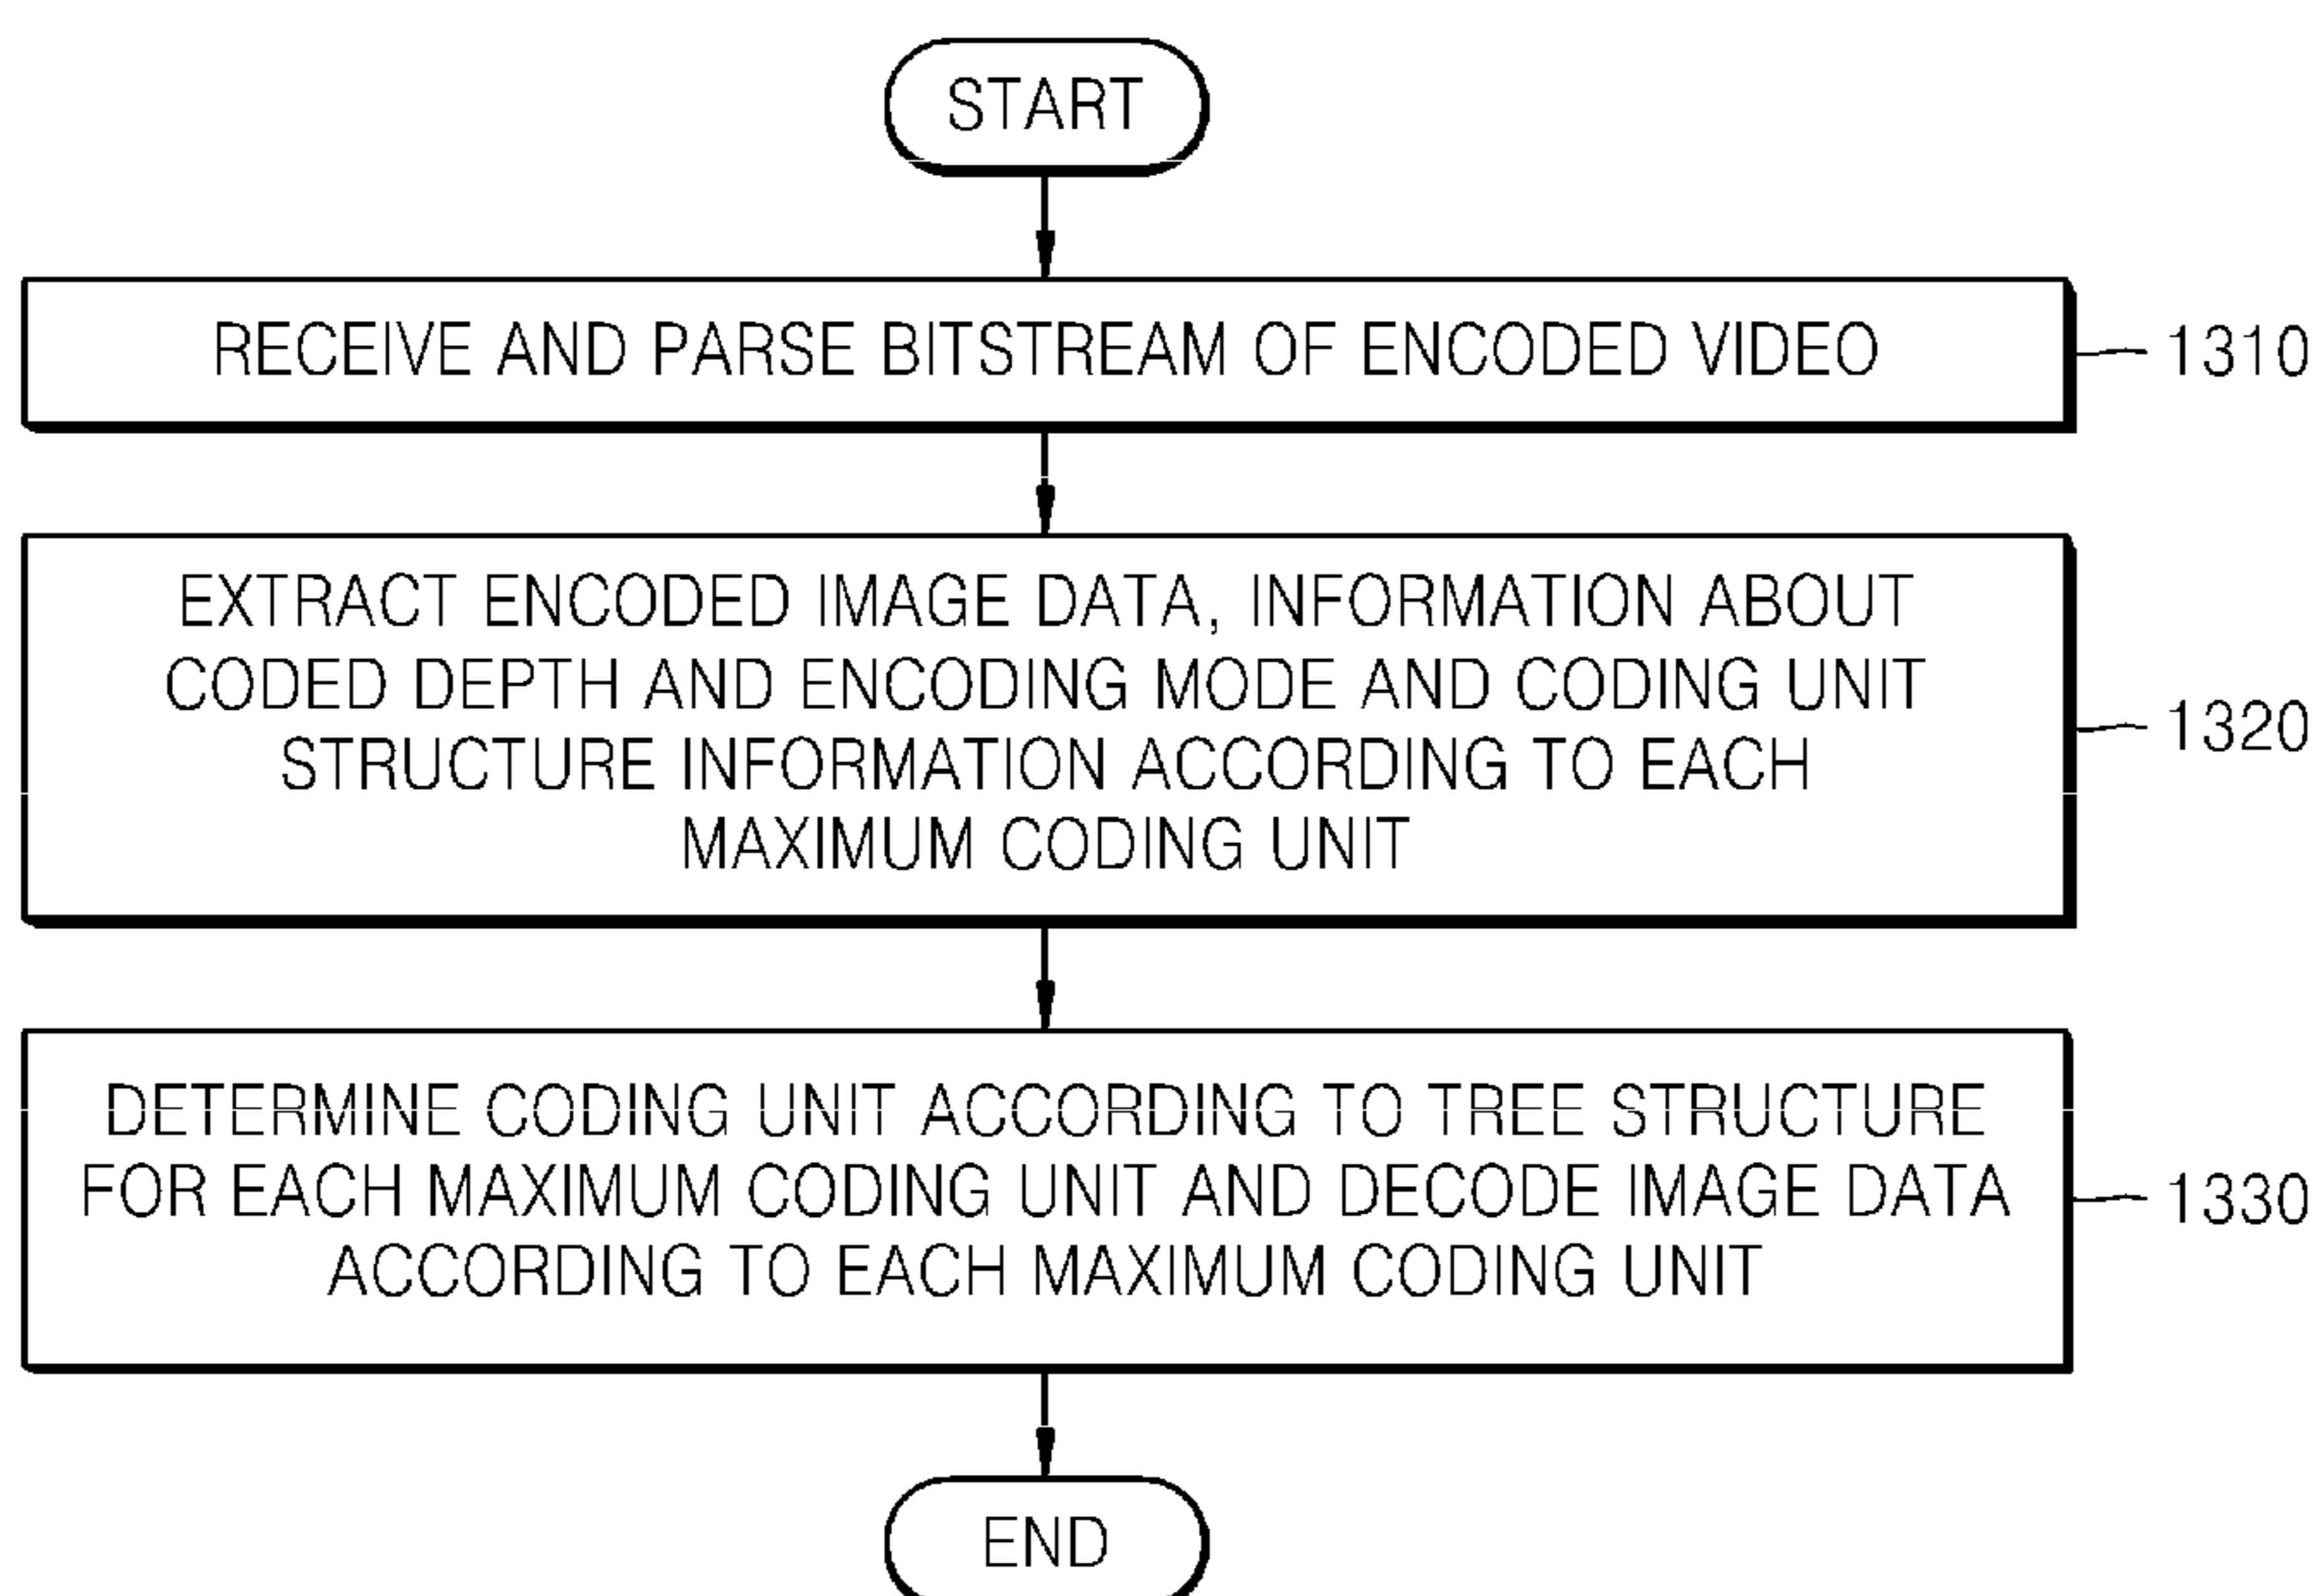 START
RECEIVE AND PARSE BITSTREAM OF ENCODED VIDEO
1310
EXTRACT ENCODED IMAGE DATA, INFORMATION ABOUT
CODED DEPTH AND ENCODING MODE AND CODING UNIT
STRUCTURE INFORMATION ACCORDING TO EACH
MAXIMUM CODING UNIT
1320
DETERMINE CODING UNIT ACCORDING TO TREE STRUCTURE
FOR EACH MAXIMUM CODING UNIT AND DECODE IMAGE DATA
ACCORDING TO EACH MAXIMUM CODING UNIT
1330
END